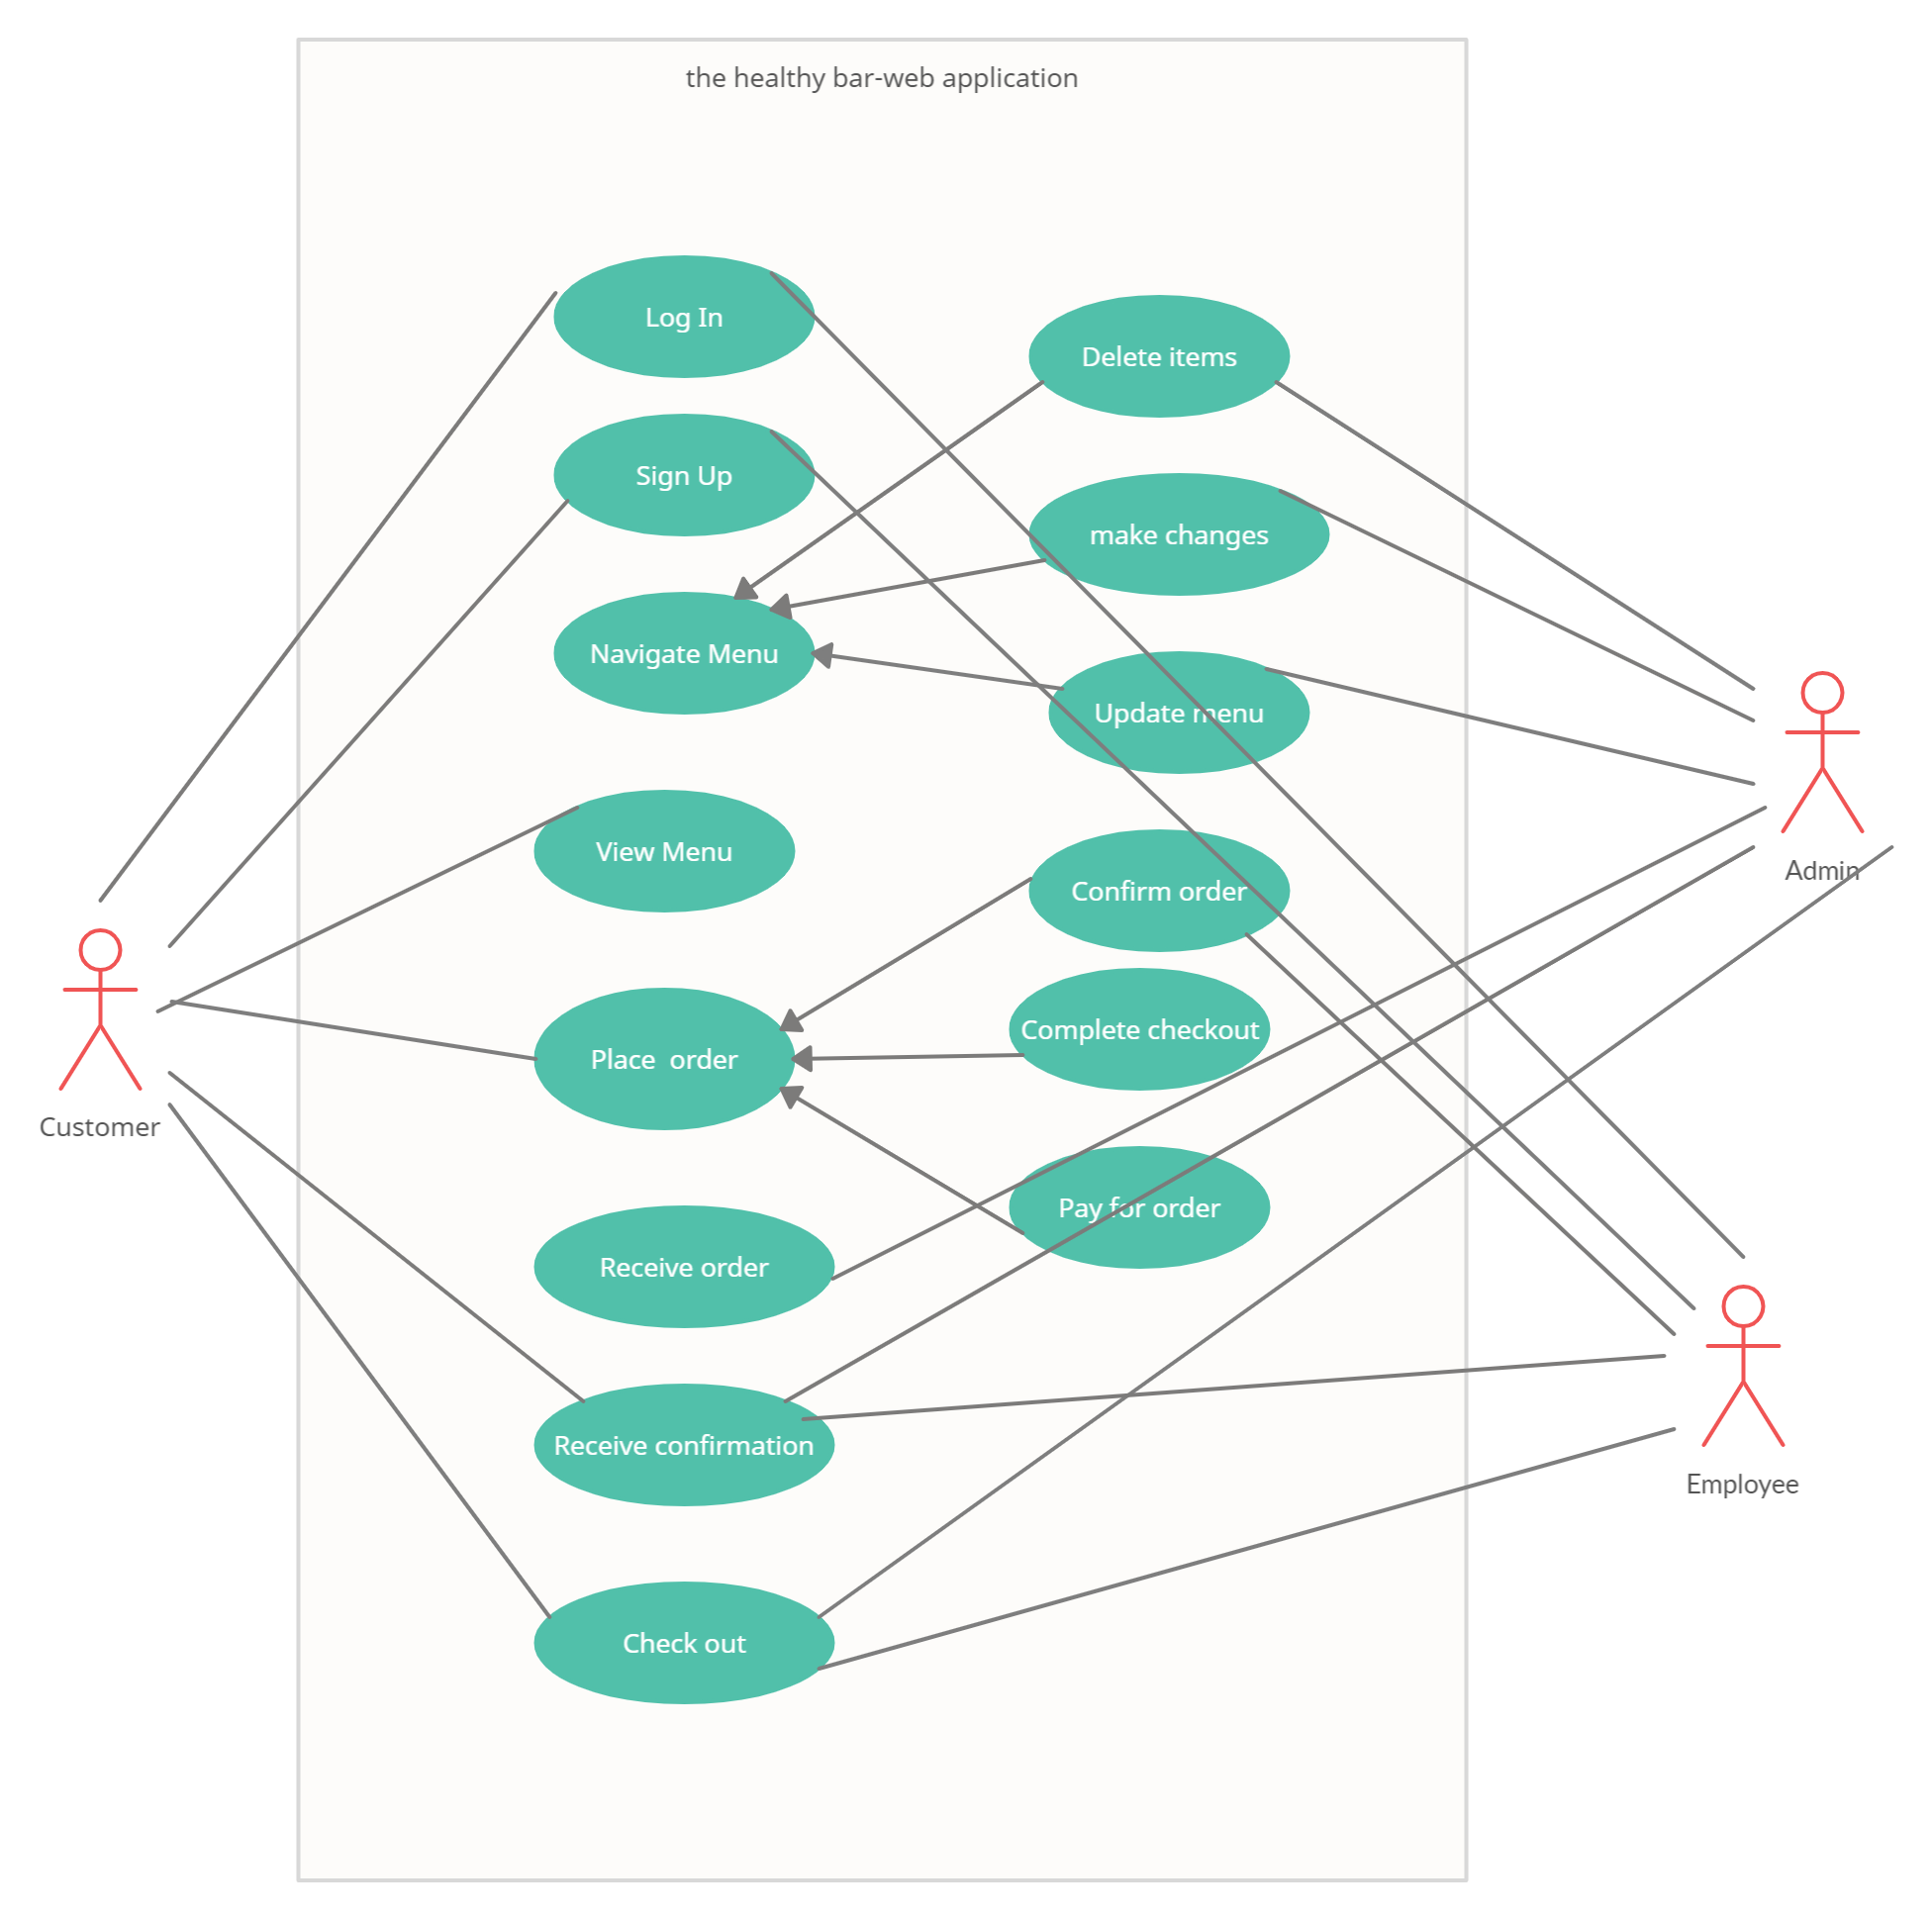 the healthy bar-web application
Log In
Delete items
Sign Up
make changes
Navigate Menu
Update menu
View Menu
Confirm order
Admin
Complete checkout
Place  order
Customer
Pay for order
Receive order
Receive confirmation
Employee
Check out